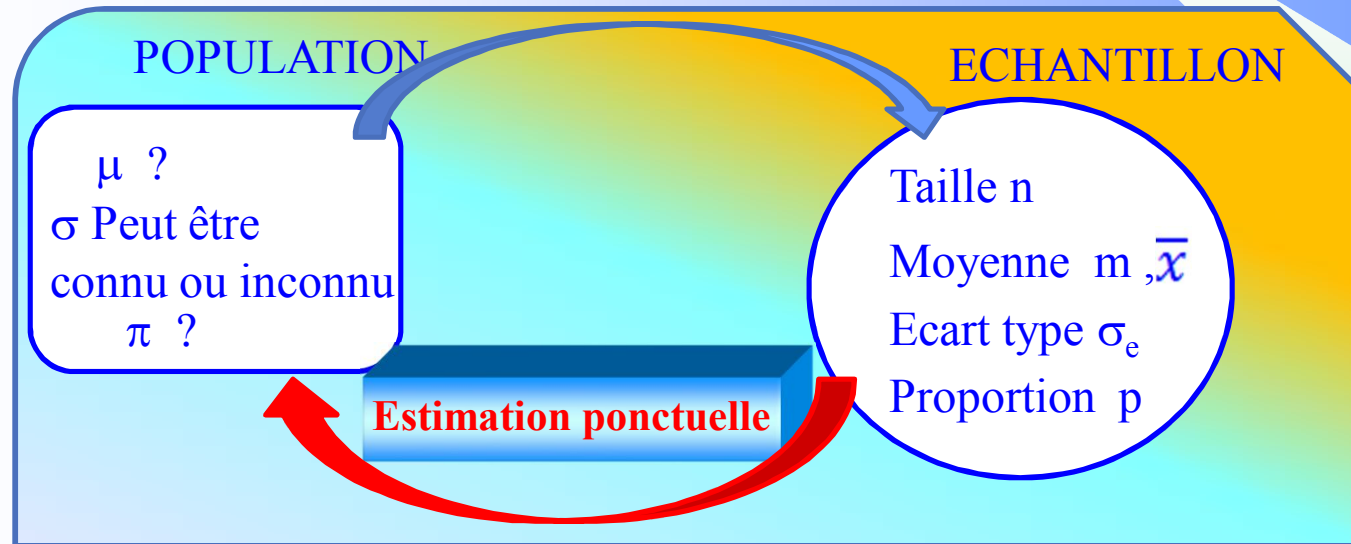 POPULATION
ECHANTILLON
μ ?
σ Peut être
connu ou inconnu
π ?
Taille n
Moyenne m ,x̅
Ecart type σₑ
Proportion p
Estimation ponctuelle